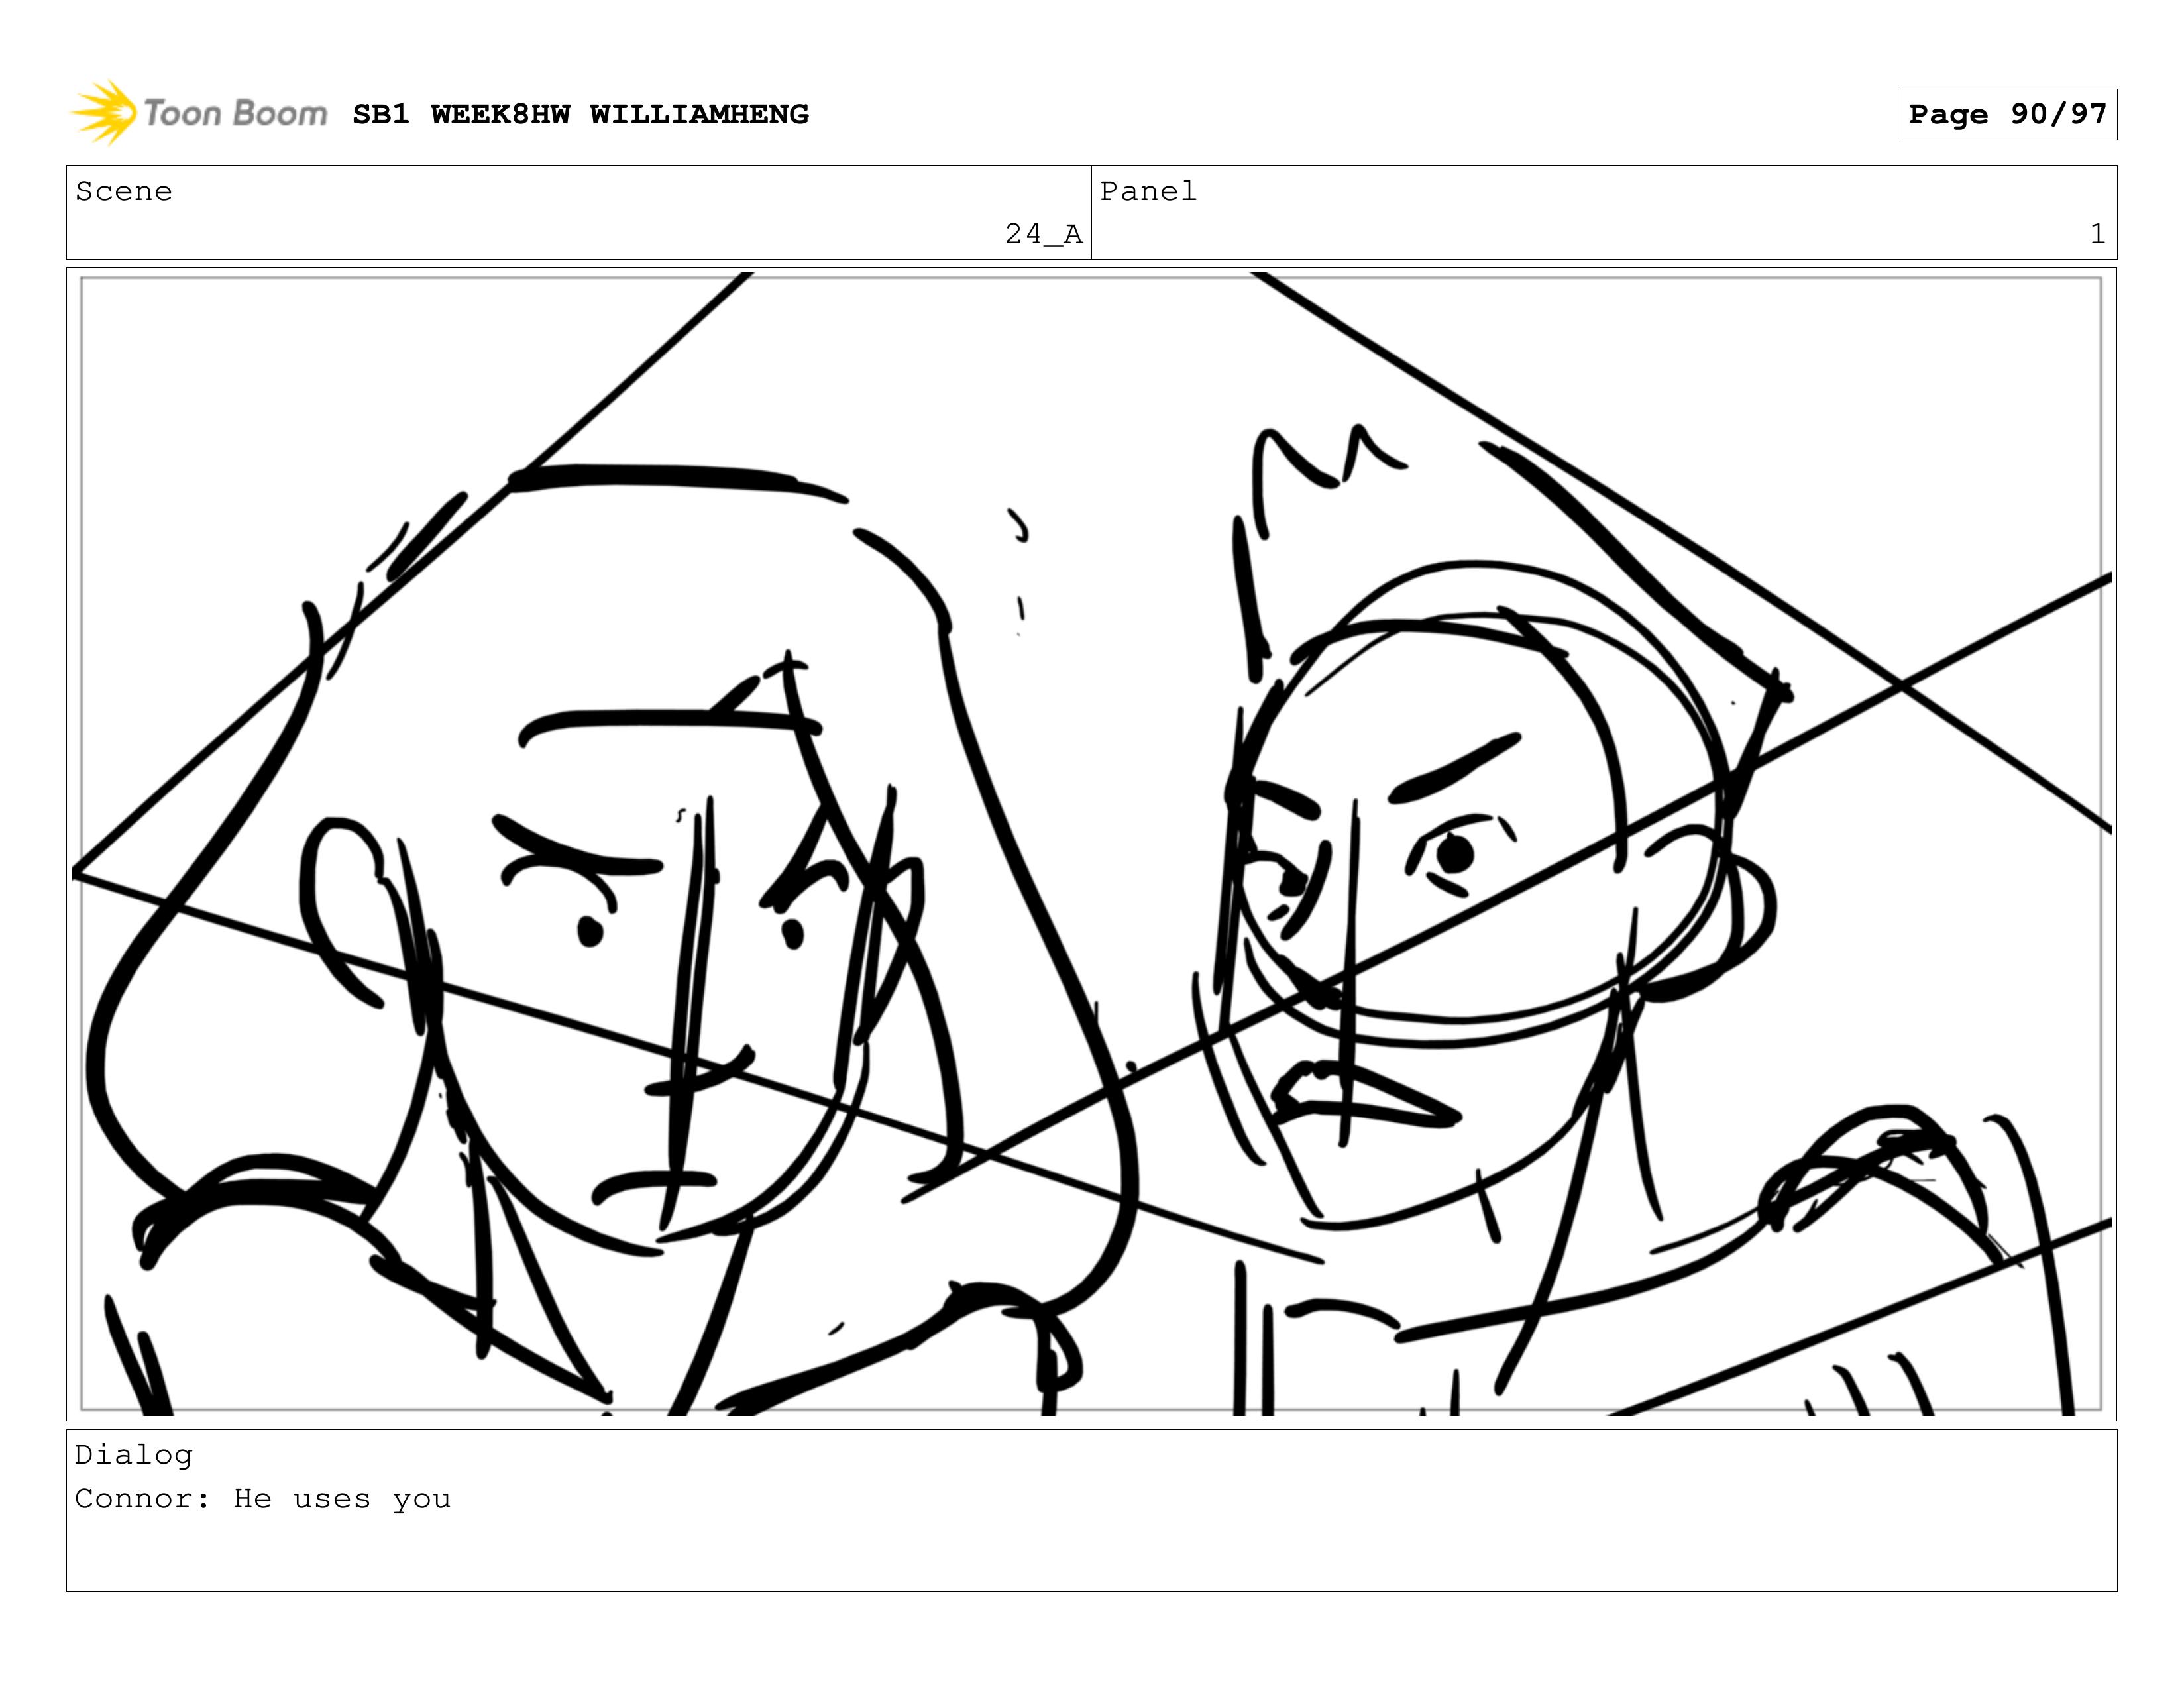 Toon Boom SB1 WEEK8HW WILLIAMHENG
Page 90/97
Scene
24_A
Panel
1
Dialog
Connor: He uses you